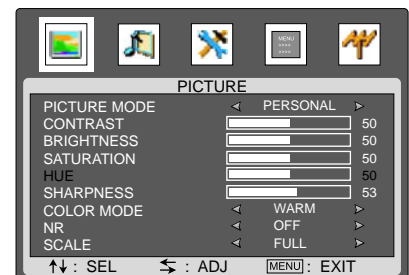 MENU
PICTURE
PICTURE MODE PERSONAL
CONTRAST 50
BRIGHTNESS 50
SATURATION 50
HUE 50
SHARPNESS 53
COLOR MODE WARM
NR OFF
SCALE FULL
↑↓ : SEL ⇆ : ADJ MENU : EXIT